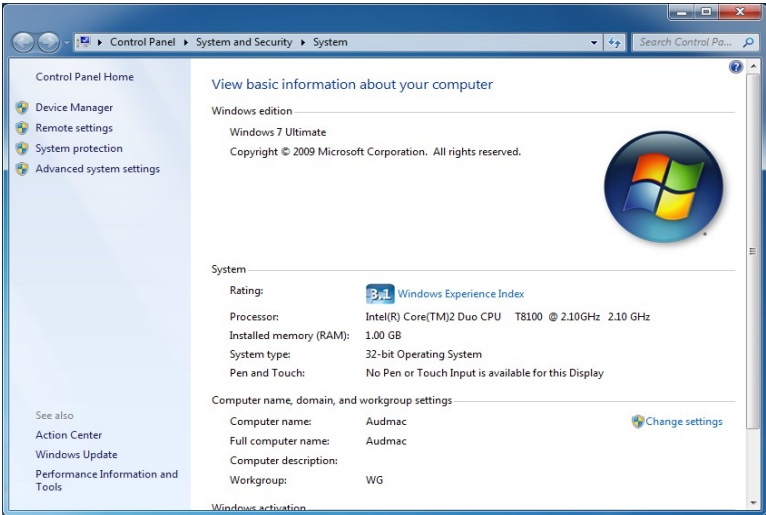 Control Panel ▸ System and Security ▸ System
Search Control Pa...
Control Panel Home
Device Manager
Remote settings
System protection
Advanced system settings
See also
Action Center
Windows Update
Performance Information and
Tools
View basic information about your computer
Windows edition
Windows 7 Ultimate
Copyright © 2009 Microsoft Corporation. All rights reserved.
System
Rating: 3,1 Windows Experience Index
Processor: Intel(R) Core(TM)2 Duo CPU T8100 @ 2.10GHz 2.10 GHz
Installed memory (RAM): 1.00 GB
System type: 32-bit Operating System
Pen and Touch: No Pen or Touch Input is available for this Display
Computer name, domain, and workgroup settings
Computer name: Audmac Change settings
Full computer name: Audmac
Computer description:
Workgroup: WG
Windows activation